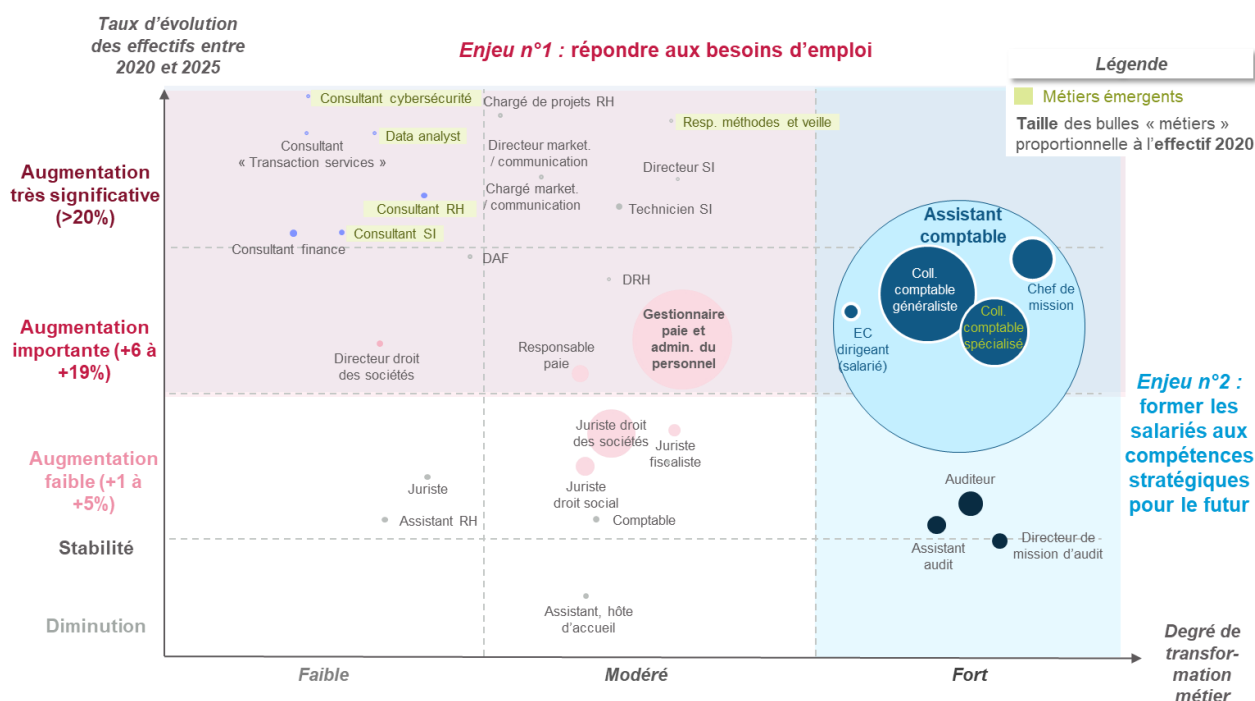 Taux d'évolution
des effectifs entre
2020 et 2025
Enjeu n°1 : répondre aux besoins d'emploi
Légende
Métiers émergents
Taille des bulles « métiers »
proportionnelle à l'effectif 2020
Augmentation
très significative
(>20%)
Augmentation
importante (+6 à
+19%)
Augmentation
faible (+1 à
+5%)
Stabilité
Diminution
Consultant cybersécurité
Data analyst
Consultant
« Transaction services »
Consultant RH
Consultant SI
Consultant finance
Chargé de projets RH
Directeur market.
/ communication
Chargé market.
/ communication
Resp. méthodes et veille
Directeur SI
Technicien SI
DAF
DRH
Directeur droit
des sociétés
Responsable
paie
Gestionnaire
paie et
admin. du
personnel
Assistant
comptable
Coll.
comptable
généraliste
Coll.
comptable
spécialisé
Chef de
mission
EC
dirigeant
(salarié)
Juriste droit
des sociétés
Juriste
fiscaliste
Juriste
droit social
Juriste
Assistant RH
Comptable
Auditeur
Assistant
audit
Directeur de
mission d'audit
Assistant, hôte
d'accueil
Enjeu n°2 :
former les
salariés aux
compétences
stratégiques
pour le futur
Faible
Modéré
Fort
Degré de
transfor-
mation
métier